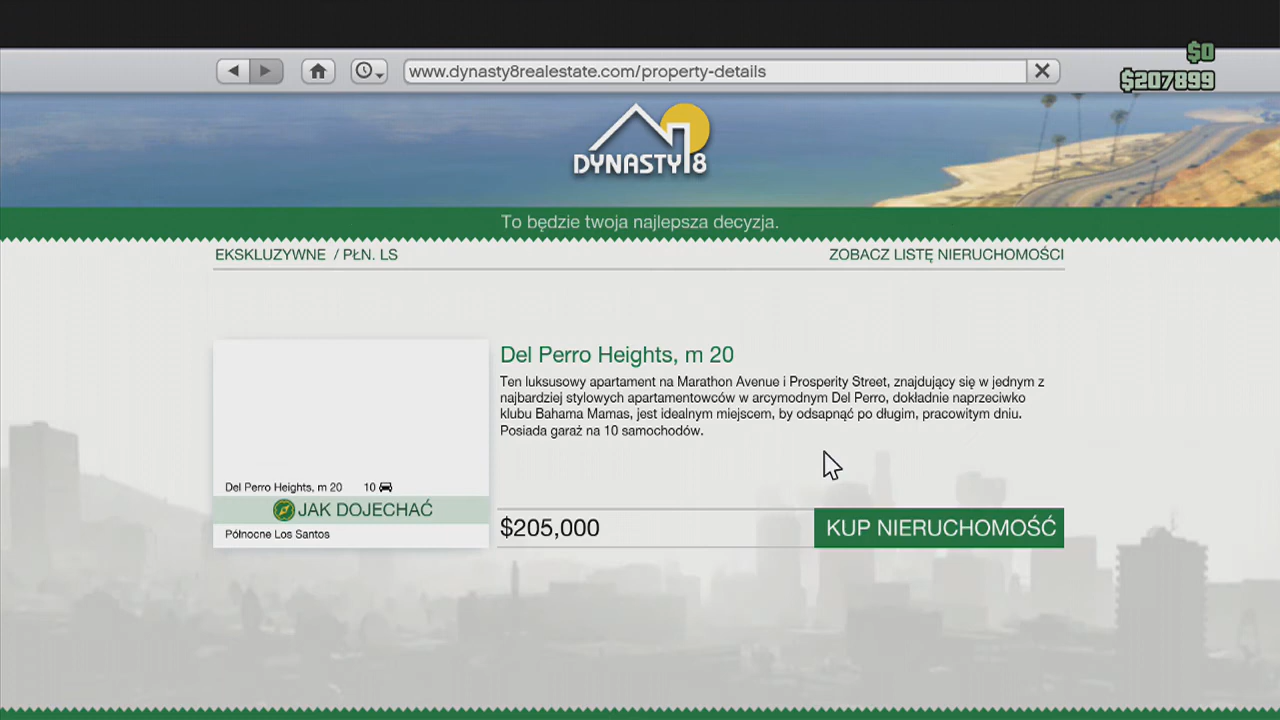 $0
www.dynasty8realestate.com/property-details
$207899
DYNASTY 8
To będzie twoja najlepsza decyzja.
EKSKLUZYWNE / PŁN. LS
ZOBACZ LISTĘ NIERUCHOMOŚCI
Del Perro Heights, m 20
Ten luksusowy apartament na Marathon Avenue i Prosperity Street, znajdujący się w jednym z
najbardziej stylowych apartamentowców w arcymodnym Del Perro, dokładnie naprzeciwko
klubu Bahama Mamas, jest idealnym miejscem, by odsapnąć po długim, pracowitym dniu.
Posiada garaż na 10 samochodów.
Del Perro Heights, m 20 10
JAK DOJECHAĆ
Północne Los Santos
$205,000
KUP NIERUCHOMOŚĆ